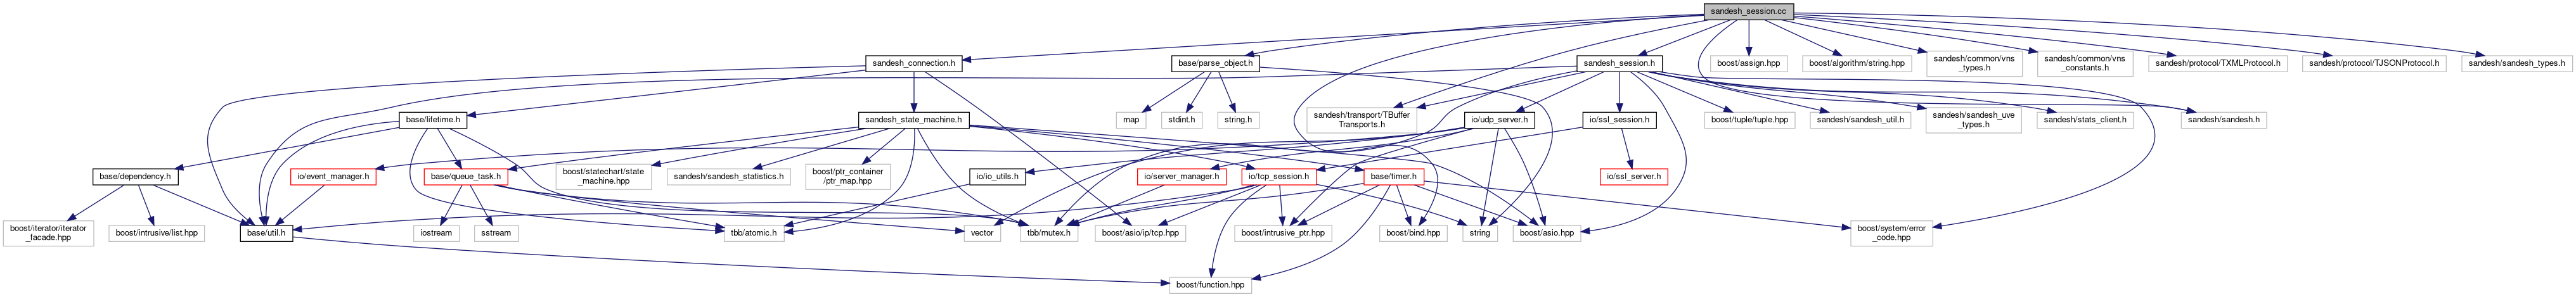 sandesh_session.cc
sandesh_connection.h
base/parse_object.h
sandesh_session.h
boost/assign.hpp
boost/algorithm/string.hpp
sandesh/common/vns
_types.h
sandesh/common/vns
_constants.h
sandesh/protocol/TXMLProtocol.h
sandesh/protocol/TJSONProtocol.h
sandesh/sandesh_types.h
base/lifetime.h
sandesh_state_machine.h
map
stdint.h
string.h
sandesh/transport/TBuffer
Transports.h
io/udp_server.h
io/ssl_session.h
boost/tuple/tuple.hpp
sandesh/sandesh_util.h
sandesh/sandesh_uve
_types.h
sandesh/stats_client.h
sandesh/sandesh.h
base/dependency.h
io/event_manager.h
base/queue_task.h
boost/statechart/state
_machine.hpp
sandesh/sandesh_statistics.h
boost/ptr_container
/ptr_map.hpp
io/io_utils.h
io/server_manager.h
io/tcp_session.h
base/timer.h
io/ssl_server.h
boost/iterator/iterator
_facade.hpp
boost/intrusive/list.hpp
base/util.h
iostream
sstream
tbb/atomic.h
vector
tbb/mutex.h
boost/asio/ip/tcp.hpp
boost/intrusive_ptr.hpp
boost/bind.hpp
string
boost/asio.hpp
boost/system/error
_code.hpp
boost/function.hpp